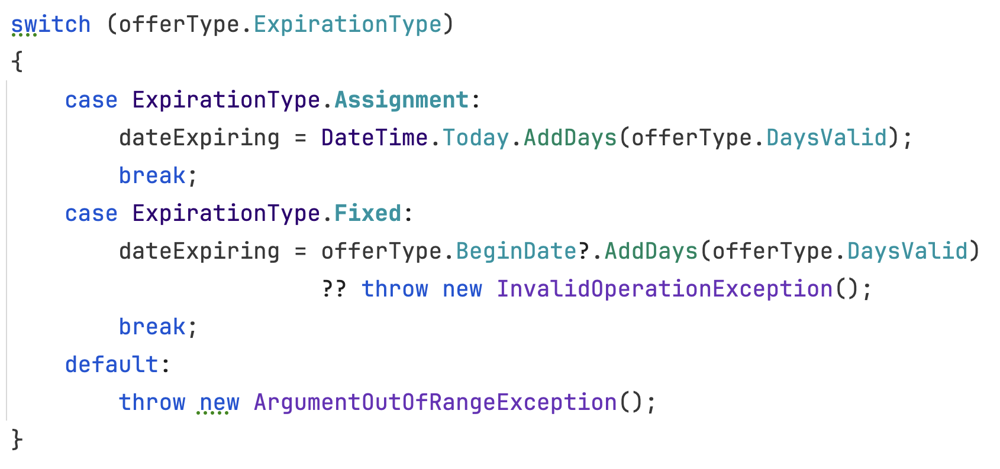 switch (offerType.ExpirationType)
{
    case ExpirationType.Assignment:
        dateExpiring = DateTime.Today.AddDays(offerType.DaysValid);
        break;
    case ExpirationType.Fixed:
        dateExpiring = offerType.BeginDate?.AddDays(offerType.DaysValid)
                       ?? throw new InvalidOperationException();
        break;
    default:
        throw new ArgumentOutOfRangeException();
}